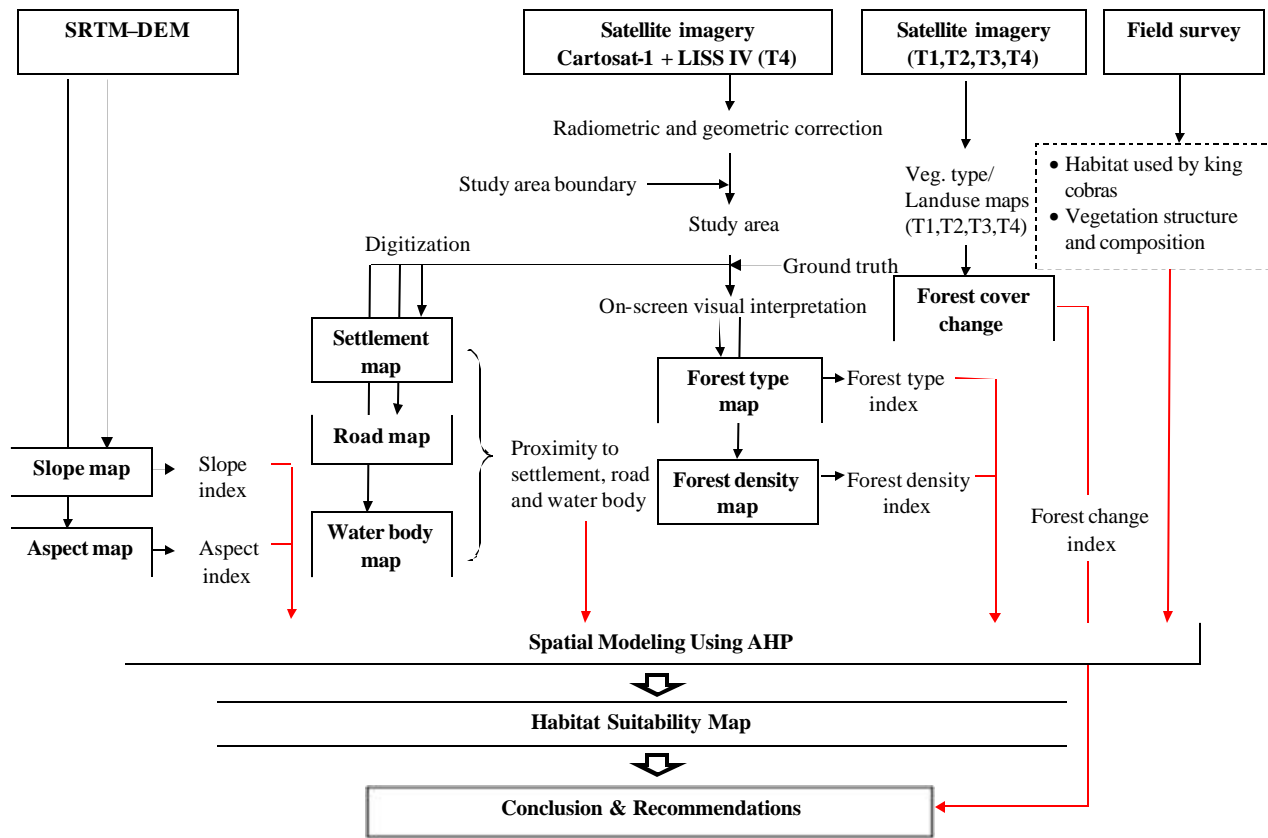 SRTM–DEM
Satellite imagery
Cartosat-1 + LISS IV (T4)
Satellite imagery
(T1,T2,T3,T4)
Field survey
Radiometric and geometric correction
Study area boundary
Study area
Veg. type/
Landuse maps
(T1,T2,T3,T4)
• Habitat used by king
cobras
• Vegetation structure
and composition
Digitization
Ground truth
On-screen visual interpretation
Forest cover
change
Settlement
map
Road map
Water body
map
Proximity to
settlement, road
and water body
Forest type
map
Forest type
index
Forest density
map
Forest density
index
Forest change
index
Slope map
Slope
index
Aspect map
Aspect
index
Spatial Modeling Using AHP
Habitat Suitability Map
Conclusion & Recommendations